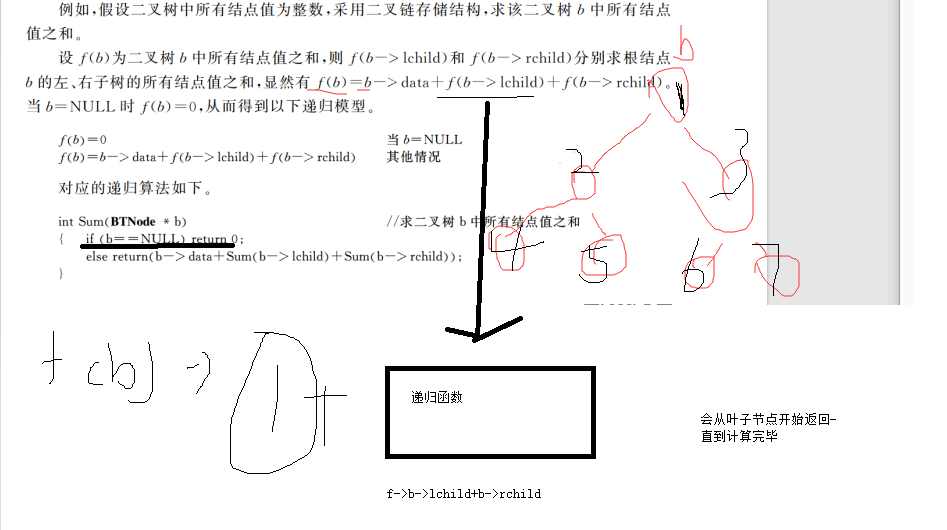 例如,假设二叉树中所有结点值为整数,采用二叉链存储结构,求该二叉树 b 中所有结点
值之和。
设 f(b)为二叉树 b 中所有结点值之和,则 f(b—> lchild)和 f(b—> rchild)分别求根结点
b 的左、右子树的所有结点值之和,显然有 f(b)=b—> data+f(b—> lchild)+f(b—> rchild)。
当 b=NULL 时 f(b)=0,从而得到以下递归模型。
f(b)=0 当 b=NULL
f(b)=b—> data+f(b—> lchild)+f(b—> rchild) 其他情况
对应的递归算法如下。
int Sum(BTNode * b) //求二叉树 b 中所有结点值之和
{ if (b==NULL) return 0;
else return(b—> data+Sum(b—> lchild)+Sum(b—> rchild));
}
b
1
2 3
4 5 6 7
f(b) -> 1+
递归函数
会从叶子节点开始返回-
直到计算完毕
f->b->lchild+b->rchild